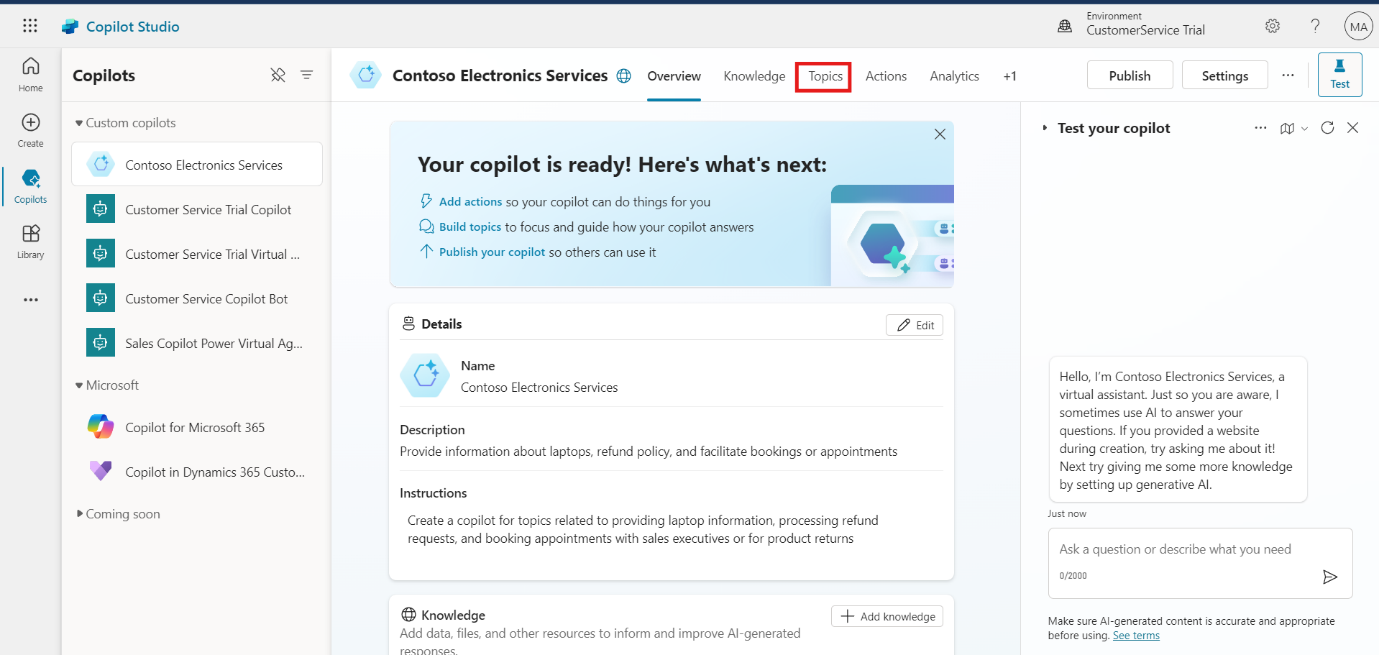 Copilot Studio
Environment
CustomerService Trial
MA
Home
Create
Copilots
Library
Copilots
Custom copilots
Contoso Electronics Services
Customer Service Trial Copilot
Customer Service Trial Virtual ...
Customer Service Copilot Bot
Sales Copilot Power Virtual Ag...
Microsoft
Copilot for Microsoft 365
Copilot in Dynamics 365 Custo...
Coming soon
Contoso Electronics Services
Overview
Knowledge
Topics
Actions
Analytics
+1
Publish
Settings
Test
Your copilot is ready! Here's what's next:
Add actions so your copilot can do things for you
Build topics to focus and guide how your copilot answers
Publish your copilot so others can use it
Details
Edit
Name
Contoso Electronics Services
Description
Provide information about laptops, refund policy, and facilitate bookings or appointments
Instructions
Create a copilot for topics related to providing laptop information, processing refund
requests, and booking appointments with sales executives or for product returns
Knowledge
Add knowledge
Add data, files, and other resources to inform and improve AI-generated
responses.
Test your copilot
Hello, I'm Contoso Electronics Services, a
virtual assistant. Just so you are aware, I
sometimes use AI to answer your
questions. If you provided a website
during creation, try asking me about it!
Next try giving me some more knowledge
by setting up generative AI.
Just now
Ask a question or describe what you need
0/2000
Make sure AI-generated content is accurate and appropriate
before using. See terms